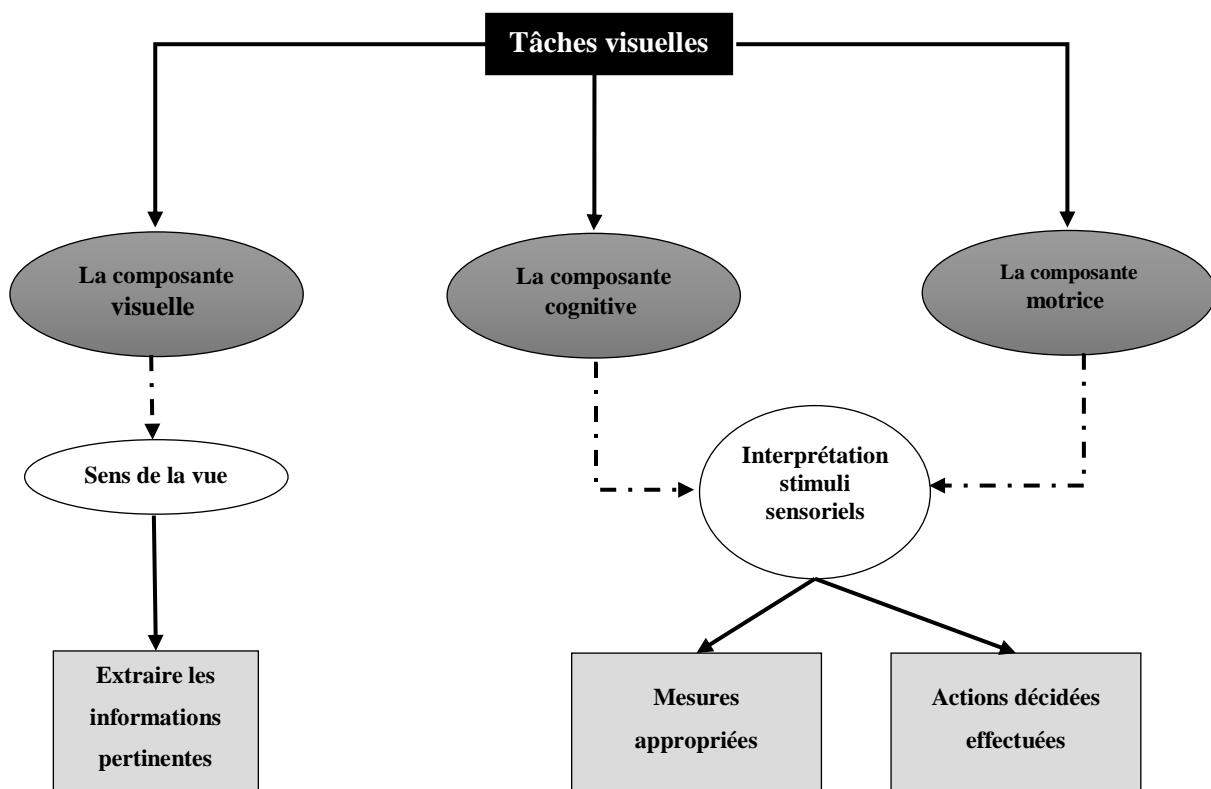 Tâches visuelles
La composante
visuelle
La composante
cognitive
La composante
motrice
Sens de la vue
Interprétation
stimuli
sensoriels
Extraire les
informations
pertinentes
Mesures
appropriées
Actions décidées
effectuées